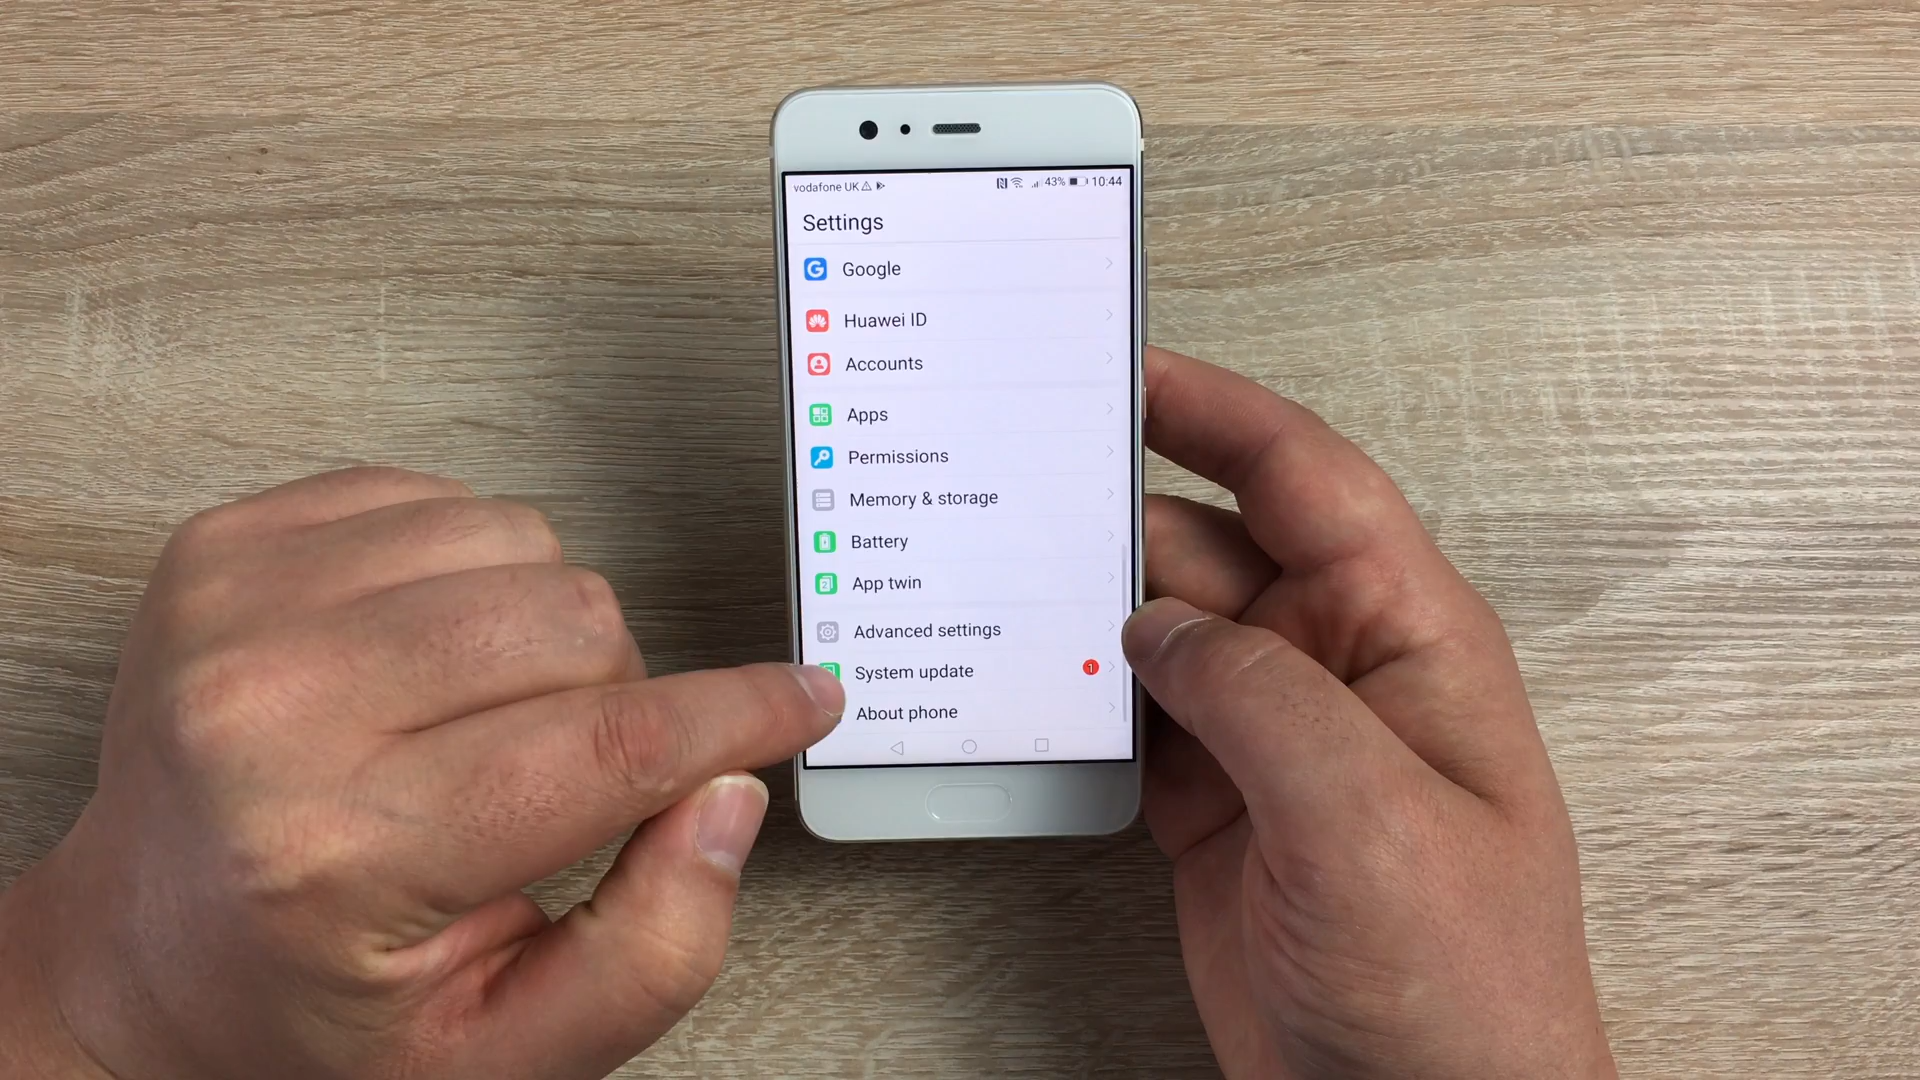 vodafone UK 43% 10:44
Settings
Google
Huawei ID
Accounts
Apps
Permissions
Memory & storage
Battery
App twin
Advanced settings
System update 1
About phone